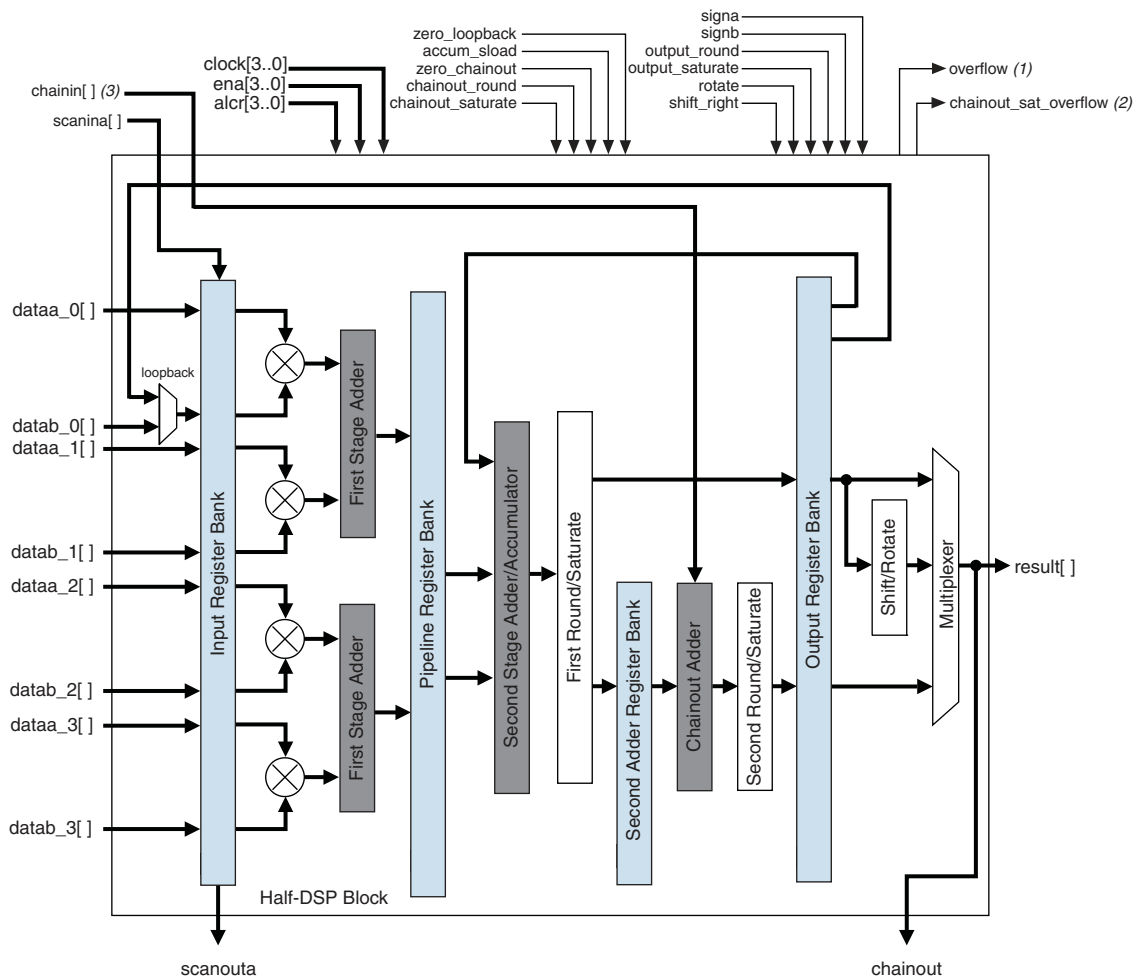 signa
zero_loopback
signb
accum_sload
output_round
clock[3..0]
zero_chainout
output_saturate
overflow (1)
chainin[ ] (3)
ena[3..0]
chainout_round
rotate
alcr[3..0]
chainout_saturate
shift_right
chainout_sat_overflow (2)
scanina[ ]
dataa_0[ ]
loopback
datab_0[ ]
dataa_1[ ]
datab_1[ ]
dataa_2[ ]
datab_2[ ]
dataa_3[ ]
datab_3[ ]
Input Register Bank
First Stage Adder
First Stage Adder
Pipeline Register Bank
Second Stage Adder/Accumulator
First Round/Saturate
Second Adder Register Bank
Chainout Adder
Second Round/Saturate
Output Register Bank
Shift/Rotate
Multiplexer
result[ ]
Half-DSP Block
scanouta
chainout